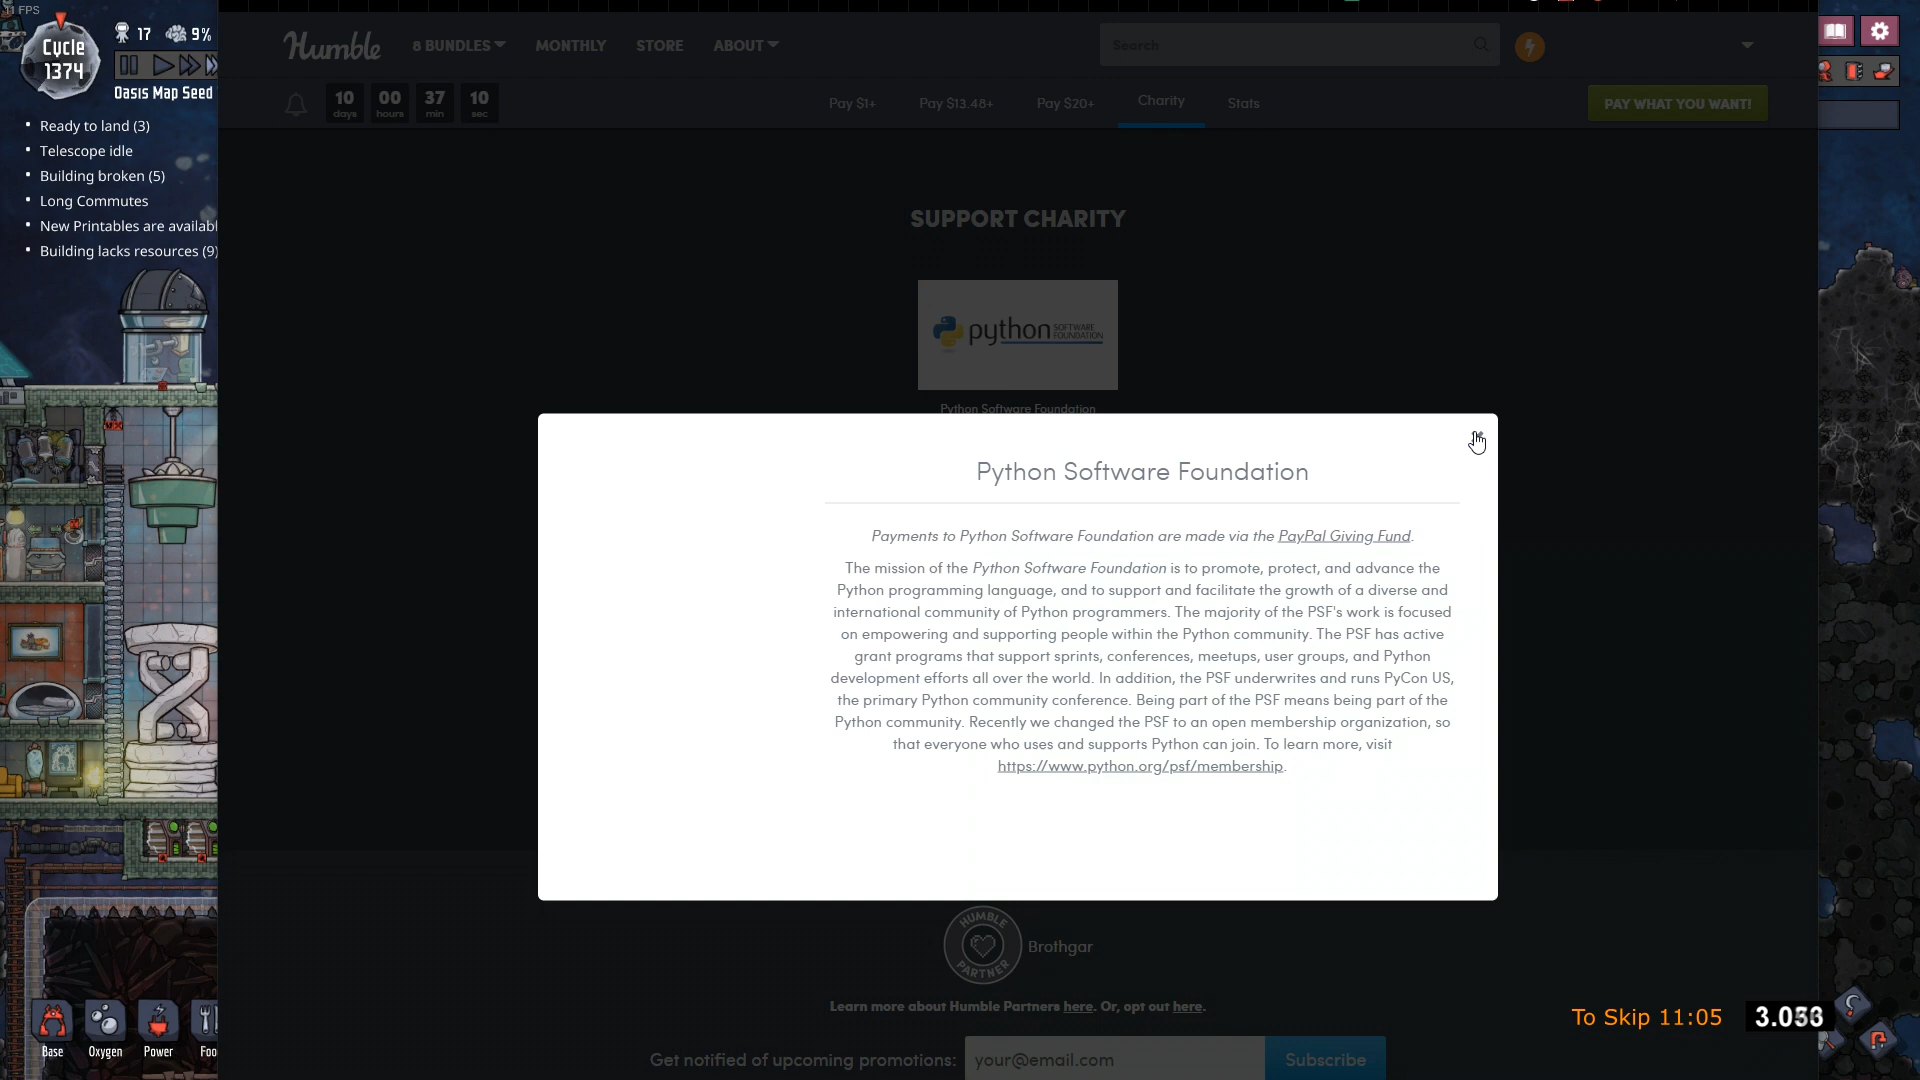 11 FPS
Cycle
1374
17
9%
Oasis Map Seed
• Ready to land (3)
• Telescope idle
• Building broken (5)
• Long Commutes
• New Printables are availabl
• Building lacks resources (9)
Humble
8 BUNDLES
MONTHLY
STORE
ABOUT
Search
10 days
00 hours
37 min
10 sec
Pay $1+
Pay $13.48+
Pay $20+
Charity
Stats
PAY WHAT YOU WANT!
SUPPORT CHARITY
python SOFTWARE FOUNDATION
Python Software Foundation
Python Software Foundation
Payments to Python Software Foundation are made via the PayPal Giving Fund.
The mission of the Python Software Foundation is to promote, protect, and advance the
Python programming language, and to support and facilitate the growth of a diverse and
international community of Python programmers. The majority of the PSF's work is focused
on empowering and supporting people within the Python community. The PSF has active
grant programs that support sprints, conferences, meetups, user groups, and Python
development efforts all over the world. In addition, the PSF underwrites and runs PyCon US,
the primary Python community conference. Being part of the PSF means being part of the
Python community. Recently we changed the PSF to an open membership organization, so
that everyone who uses and supports Python can join. To learn more, visit
https://www.python.org/psf/membership.
HUMBLE
PARTNER
Brothgar
Learn more about Humble Partners here. Or, opt out here.
Get notified of upcoming promotions:
your@email.com
Subscribe
To Skip 11:05
Base
Oxygen
Power
Foo